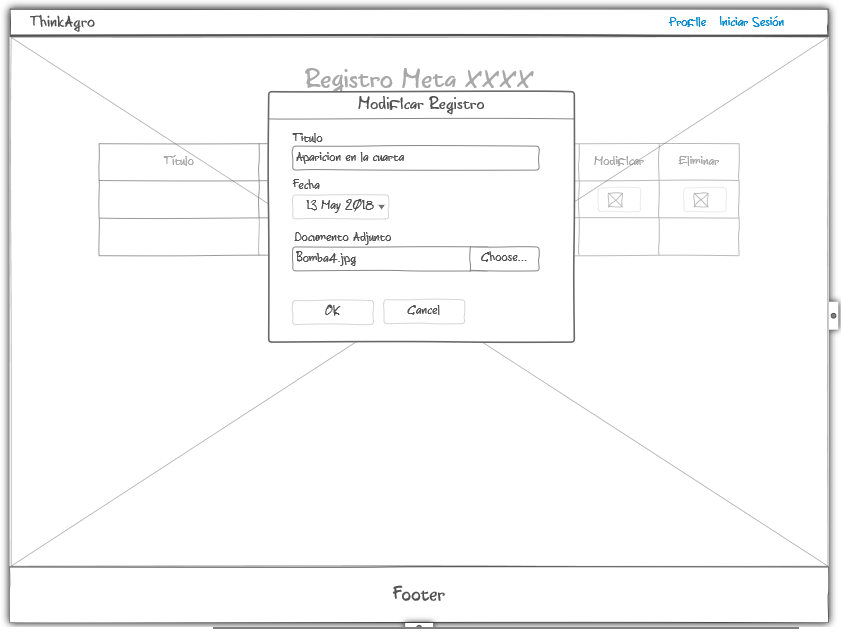 ThinkAgro Profile Iniciar Sesión
Registro Meta XXXX
Modificar Registro
Titulo
Aparicion en la cuarta
Título Modificar Eliminar
Fecha
13 May 2018
Documento Adjunto
Bomba4.jpg Choose...
OK Cancel
Footer